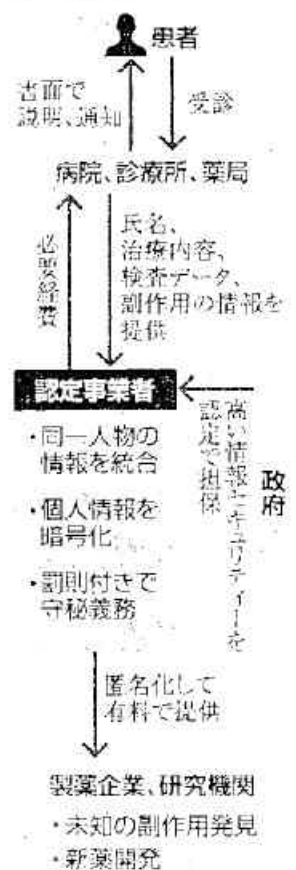 患者
書面で
説明、通知
受診
病院、診療所、薬局
必要経費
氏名、
治療内容、
検査データ、
副作用の情報を
提供
認定事業者
・同一人物の
情報を統合
・個人情報を
暗号化
・罰則付きで
守秘義務
高い情報セキュリティーを
認定で担保
政府
匿名化して
有料で提供
製薬企業、研究機関
・未知の副作用発見
・新薬開発